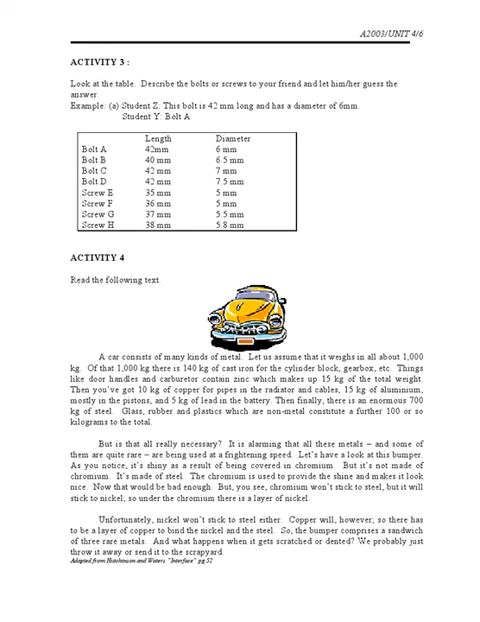 A2003/UNIT 4/6
ACTIVITY 3 :
Look at the table. Describe the bolts or screws to your friend and let him/her guess the
answer.
Example: (a) Student Z: This bolt is 42 mm long and has a diameter of 6mm.
Student Y: Bolt A
Length Diameter
Bolt A 42mm 6 mm
Bolt B 40 mm 6.5 mm
Bolt C 42 mm 7 mm
Bolt D 42 mm 7.5 mm
Screw E 35 mm 5 mm
Screw F 36 mm 5 mm
Screw G 37 mm 5.5 mm
Screw H 38 mm 5.8 mm
ACTIVITY 4
Read the following text.
A car consists of many kinds of metal. Let us assume that it weighs in all about 1,000
kg. Of that 1,000 kg there is 140 kg of cast iron for the cylinder block, gearbox, etc. Things
like door handles and carburetor contain zinc which makes up 15 kg of the total weight.
Then you've got 10 kg of copper for pipes in the radiator and cables, 15 kg of aluminium,
mostly in the pistons, and 5 kg of lead in the battery. Then finally, there is an enormous 700
kg of steel. Glass, rubber and plastics which are non-metal constitute a further 100 or so
kilograms to the total.
But is that all really necessary? It is alarming that all these metals – and some of
them are quite rare – are being used at a frightening speed. Let's have a look at this bumper.
As you notice, it's shiny as a result of being covered in chromium. But it's not made of
chromium. It's made of steel. The chromium is used to provide the shine and makes it look
nice. Now that would be bad enough. But, you see, chromium won't stick to steel, but it will
stick to nickel; so under the chromium there is a layer of nickel.
Unfortunately, nickel won't stick to steel either. Copper will, however; so there has
to be a layer of copper to bind the nickel and the steel. So, the bumper comprises a sandwich
of three rare metals. And what happens when it gets scratched or dented? We probably just
throw it away or send it to the scrapyard.
Adapted from Hutchinson and Waters "Interface" pg 52